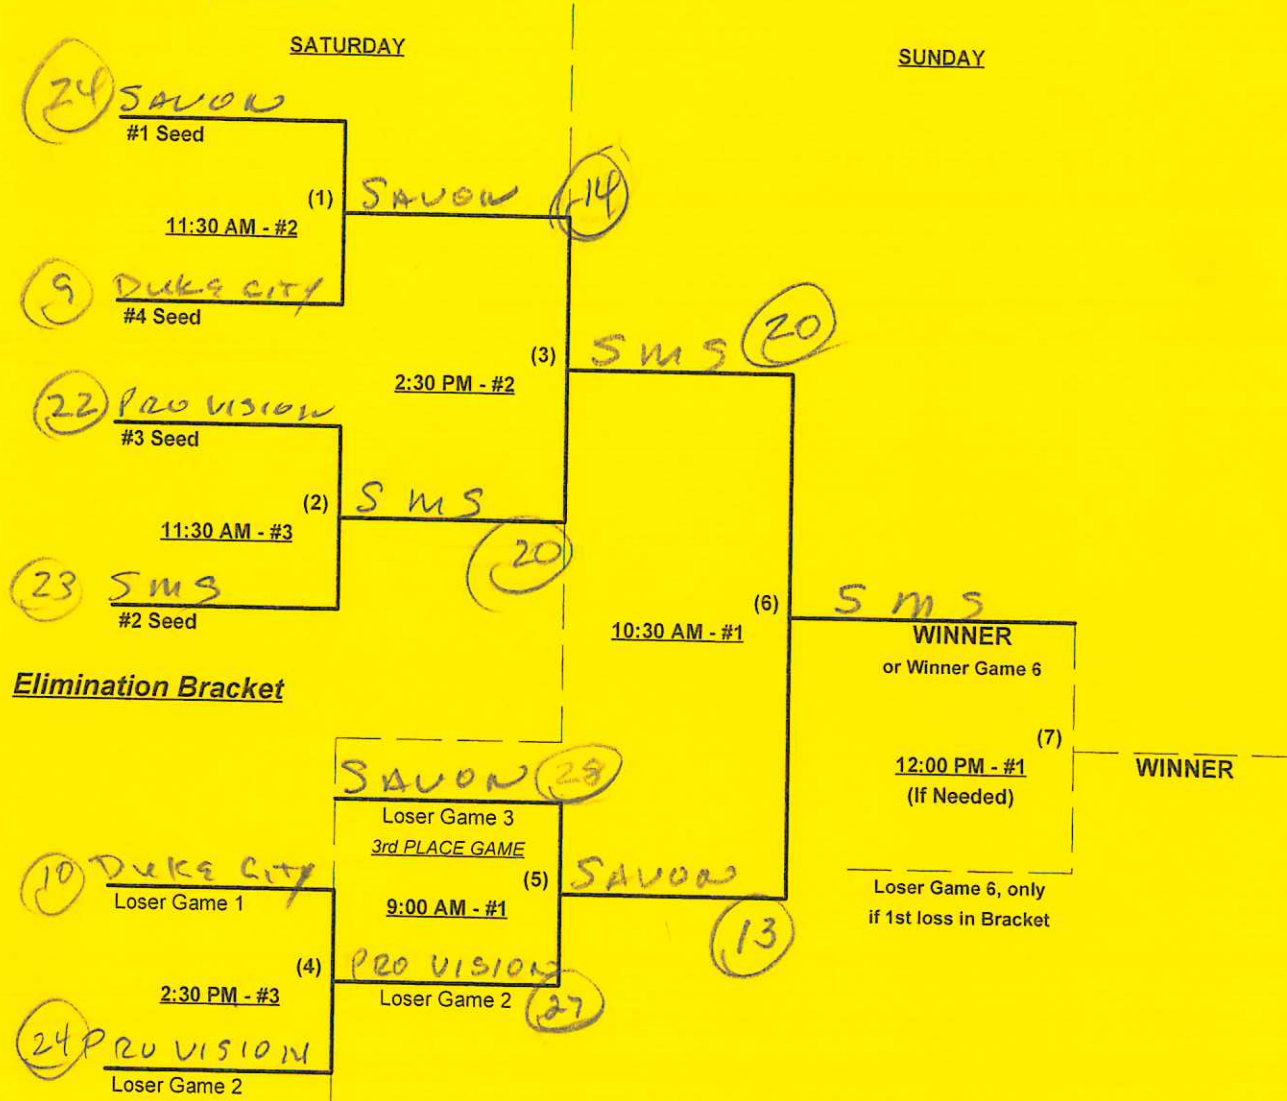 SATURDAY
SUNDAY
24 SAVON
#1 Seed
(1) SAVON 14
11:30 AM - #2
9 DUKE CITY
#4 Seed
(3) SMS 20
2:30 PM - #2
22 PRO VISION
#3 Seed
(2) SMS
11:30 AM - #3
20
23 SMS
#2 Seed
(6) SMS
10:30 AM - #1
WINNER
or Winner Game 6
Elimination Bracket
(7)
12:00 PM - #1
WINNER
(If Needed)
SAVON 28
Loser Game 3
3rd PLACE GAME
10 DUKE CITY
Loser Game 1
(5) SAVON
9:00 AM - #1
13
Loser Game 6, only
if 1st loss in Bracket
(4) PRO VISION
2:30 PM - #3
Loser Game 2
27
24 PRO VISION
Loser Game 2